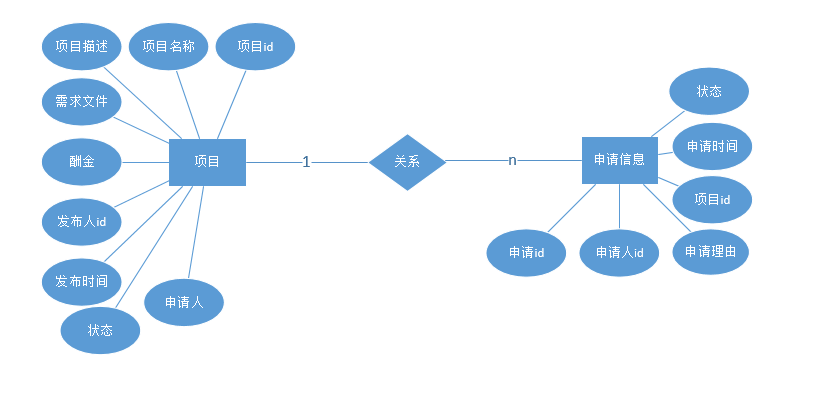 项目描述
项目名称
项目id
需求文件
酬金
发布人id
发布时间
状态
申请人
项目
1
关系
n
申请信息
状态
申请时间
项目id
申请理由
申请人id
申请id